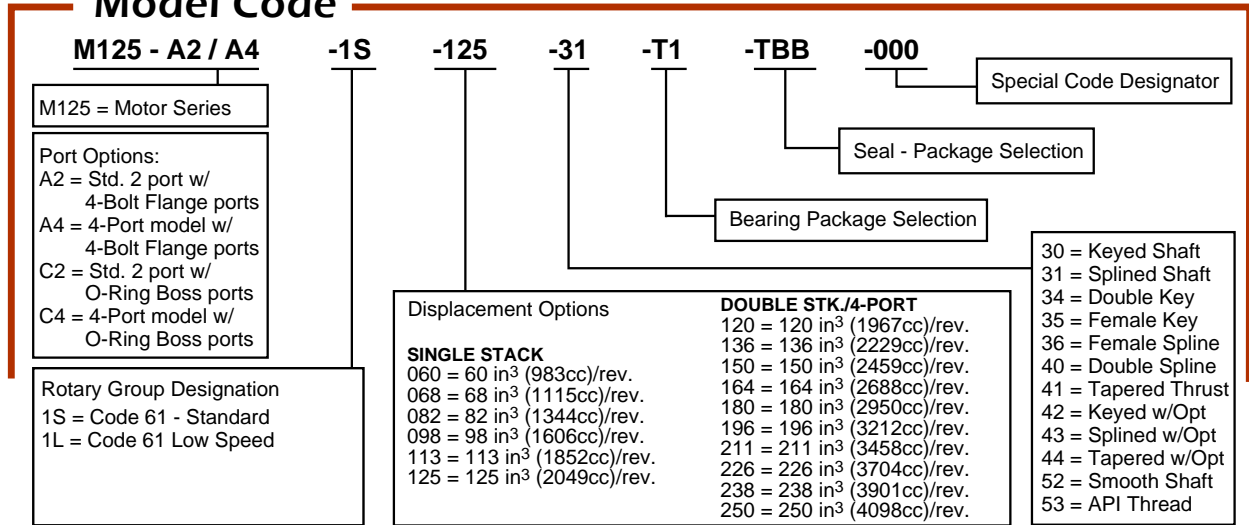 Model Code
M125 - A2 / A4 -1S -125 -31 -T1 -TBB -000
Special Code Designator
M125 = Motor Series
Seal - Package Selection
Port Options:
A2 = Std. 2 port w/
4-Bolt Flange ports
A4 = 4-Port model w/
4-Bolt Flange ports
C2 = Std. 2 port w/
O-Ring Boss ports
C4 = 4-Port model w/
O-Ring Boss ports
Bearing Package Selection
Rotary Group Designation
1S = Code 61 - Standard
1L = Code 61 Low Speed
Displacement Options
SINGLE STACK
060 = 60 in³ (983cc)/rev.
068 = 68 in³ (1115cc)/rev.
082 = 82 in³ (1344cc)/rev.
098 = 98 in³ (1606cc)/rev.
113 = 113 in³ (1852cc)/rev.
125 = 125 in³ (2049cc)/rev.
DOUBLE STK./4-PORT
120 = 120 in³ (1967cc)/rev.
136 = 136 in³ (2229cc)/rev.
150 = 150 in³ (2459cc)/rev.
164 = 164 in³ (2688cc)/rev.
180 = 180 in³ (2950cc)/rev.
196 = 196 in³ (3212cc)/rev.
211 = 211 in³ (3458cc)/rev.
226 = 226 in³ (3704cc)/rev.
238 = 238 in³ (3901cc)/rev.
250 = 250 in³ (4098cc)/rev.
30 = Keyed Shaft
31 = Splined Shaft
34 = Double Key
35 = Female Key
36 = Female Spline
40 = Double Spline
41 = Tapered Thrust
42 = Keyed w/Opt
43 = Splined w/Opt
44 = Tapered w/Opt
52 = Smooth Shaft
53 = API Thread